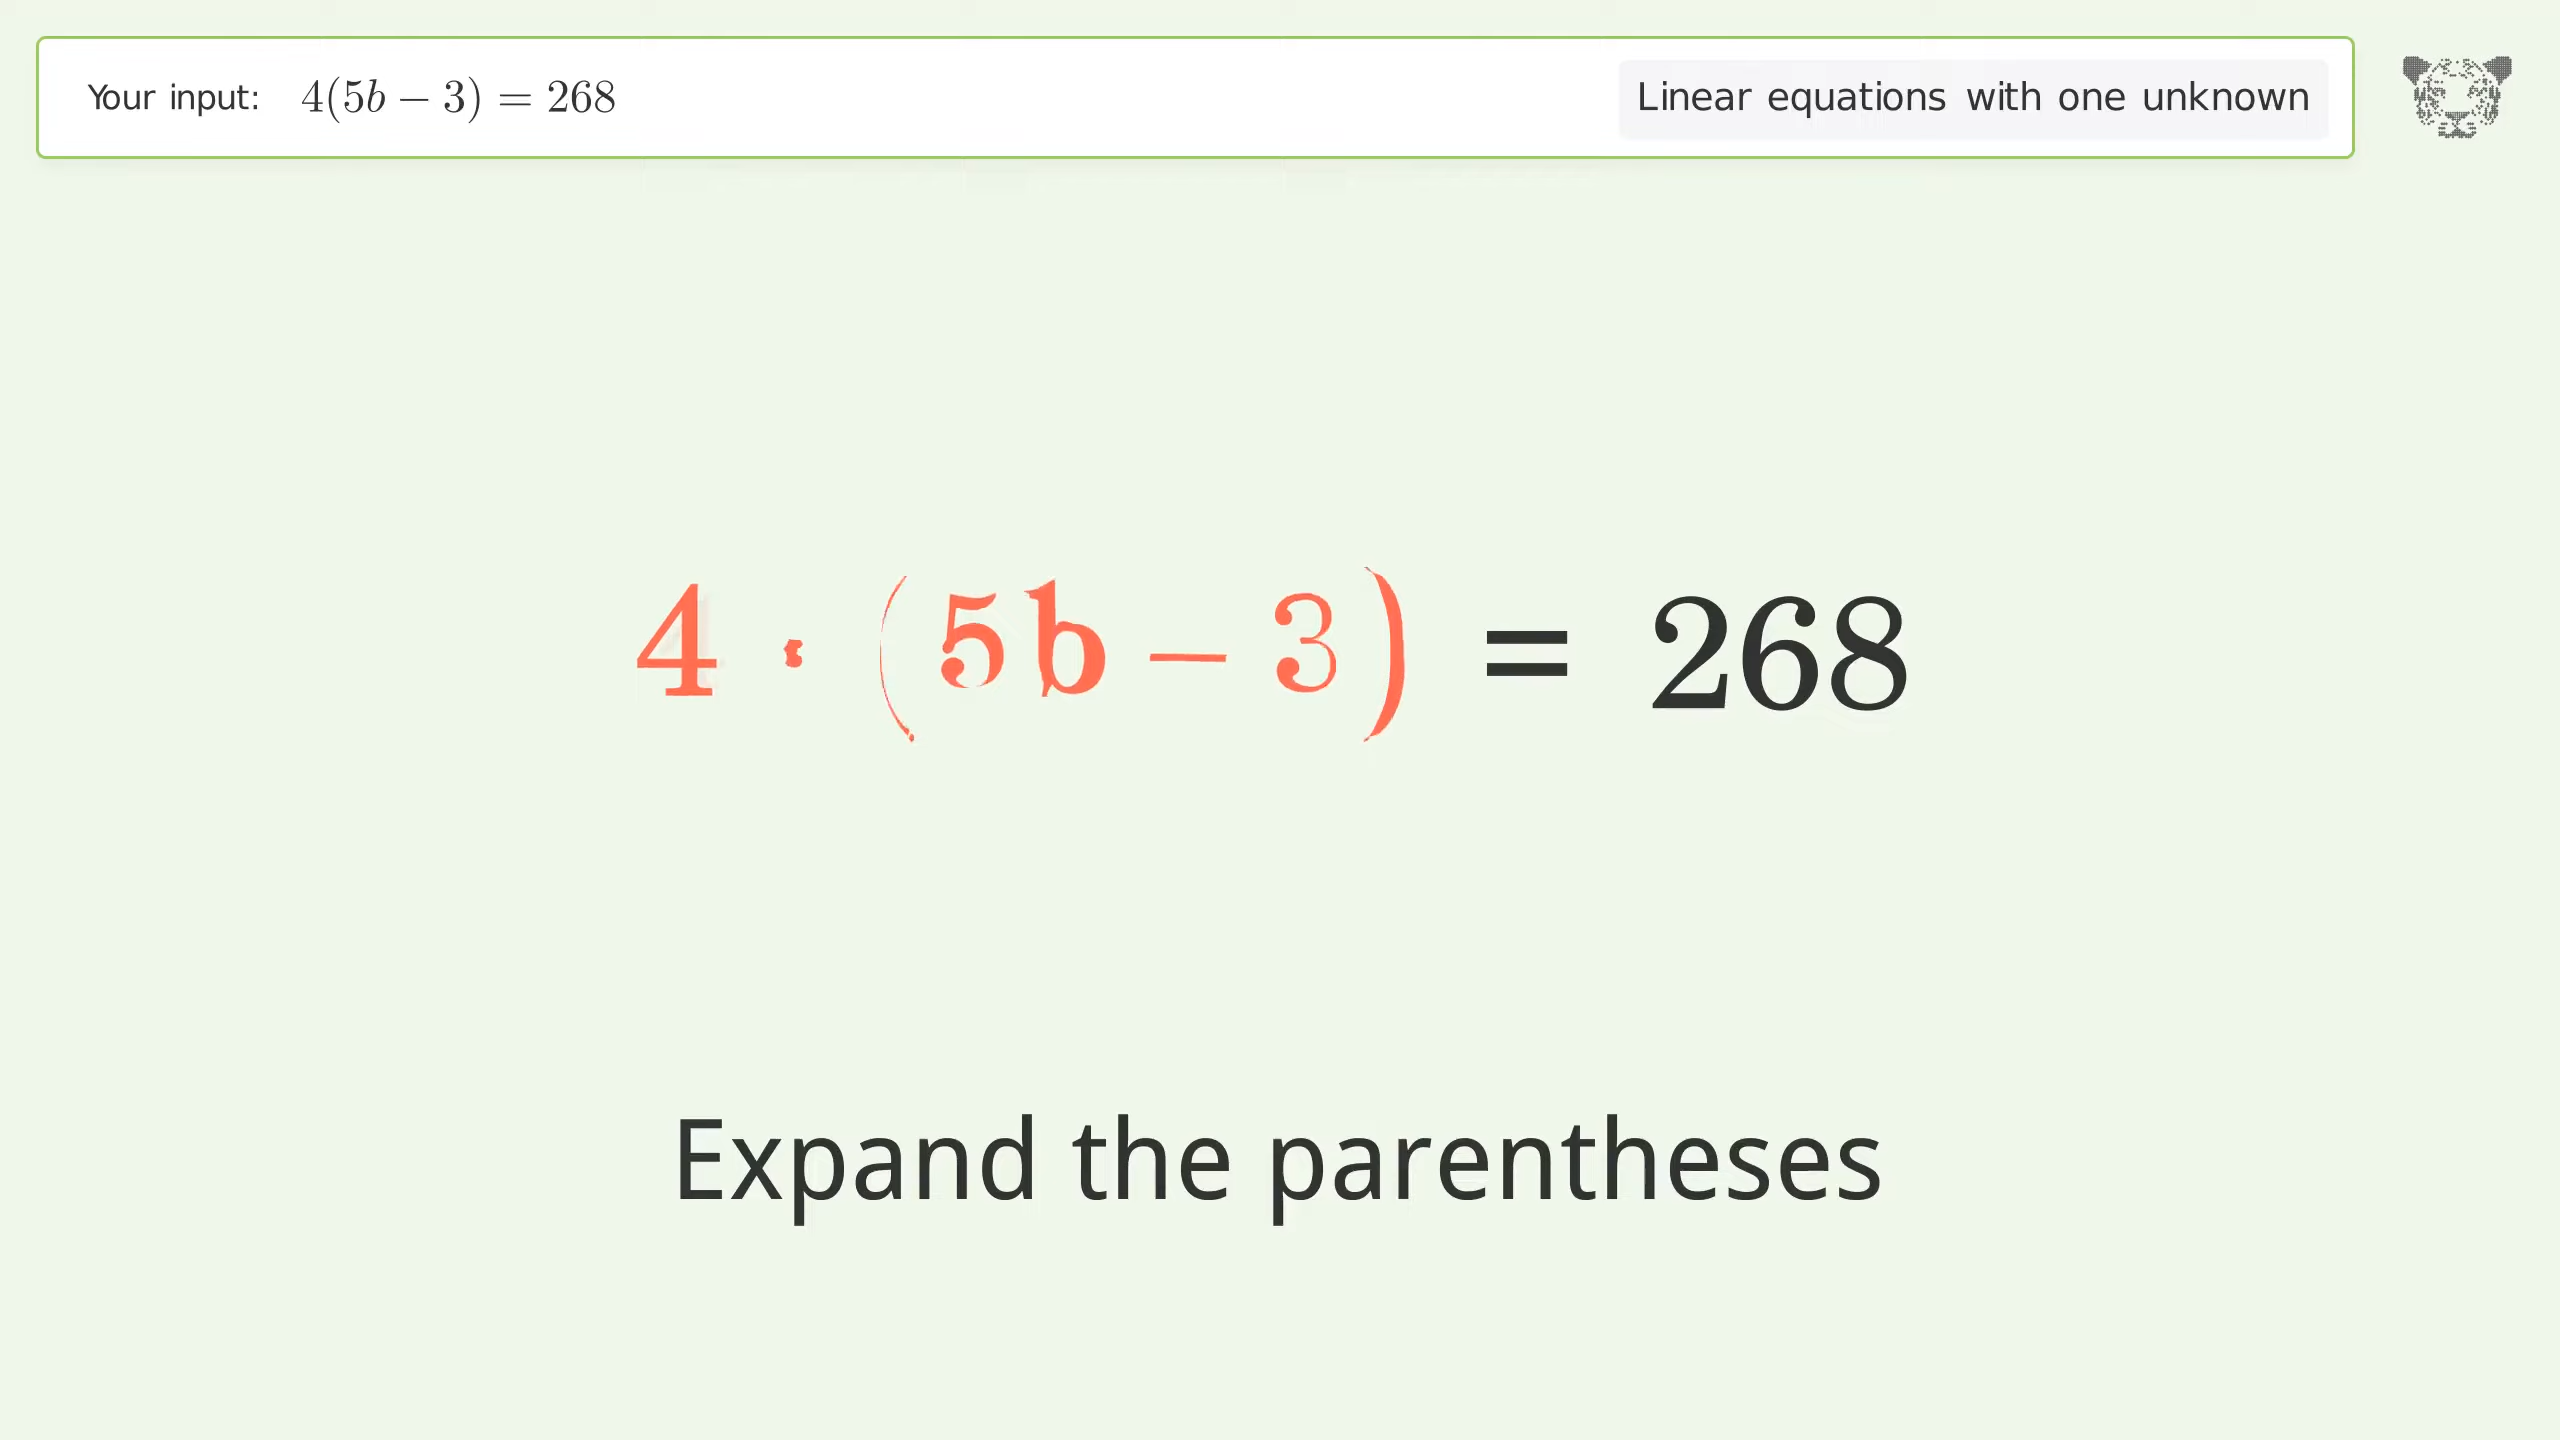 Your input: 4(5b − 3) = 268
Linear equations with one unknown
4 · (5b − 3) = 268
Expand the parentheses